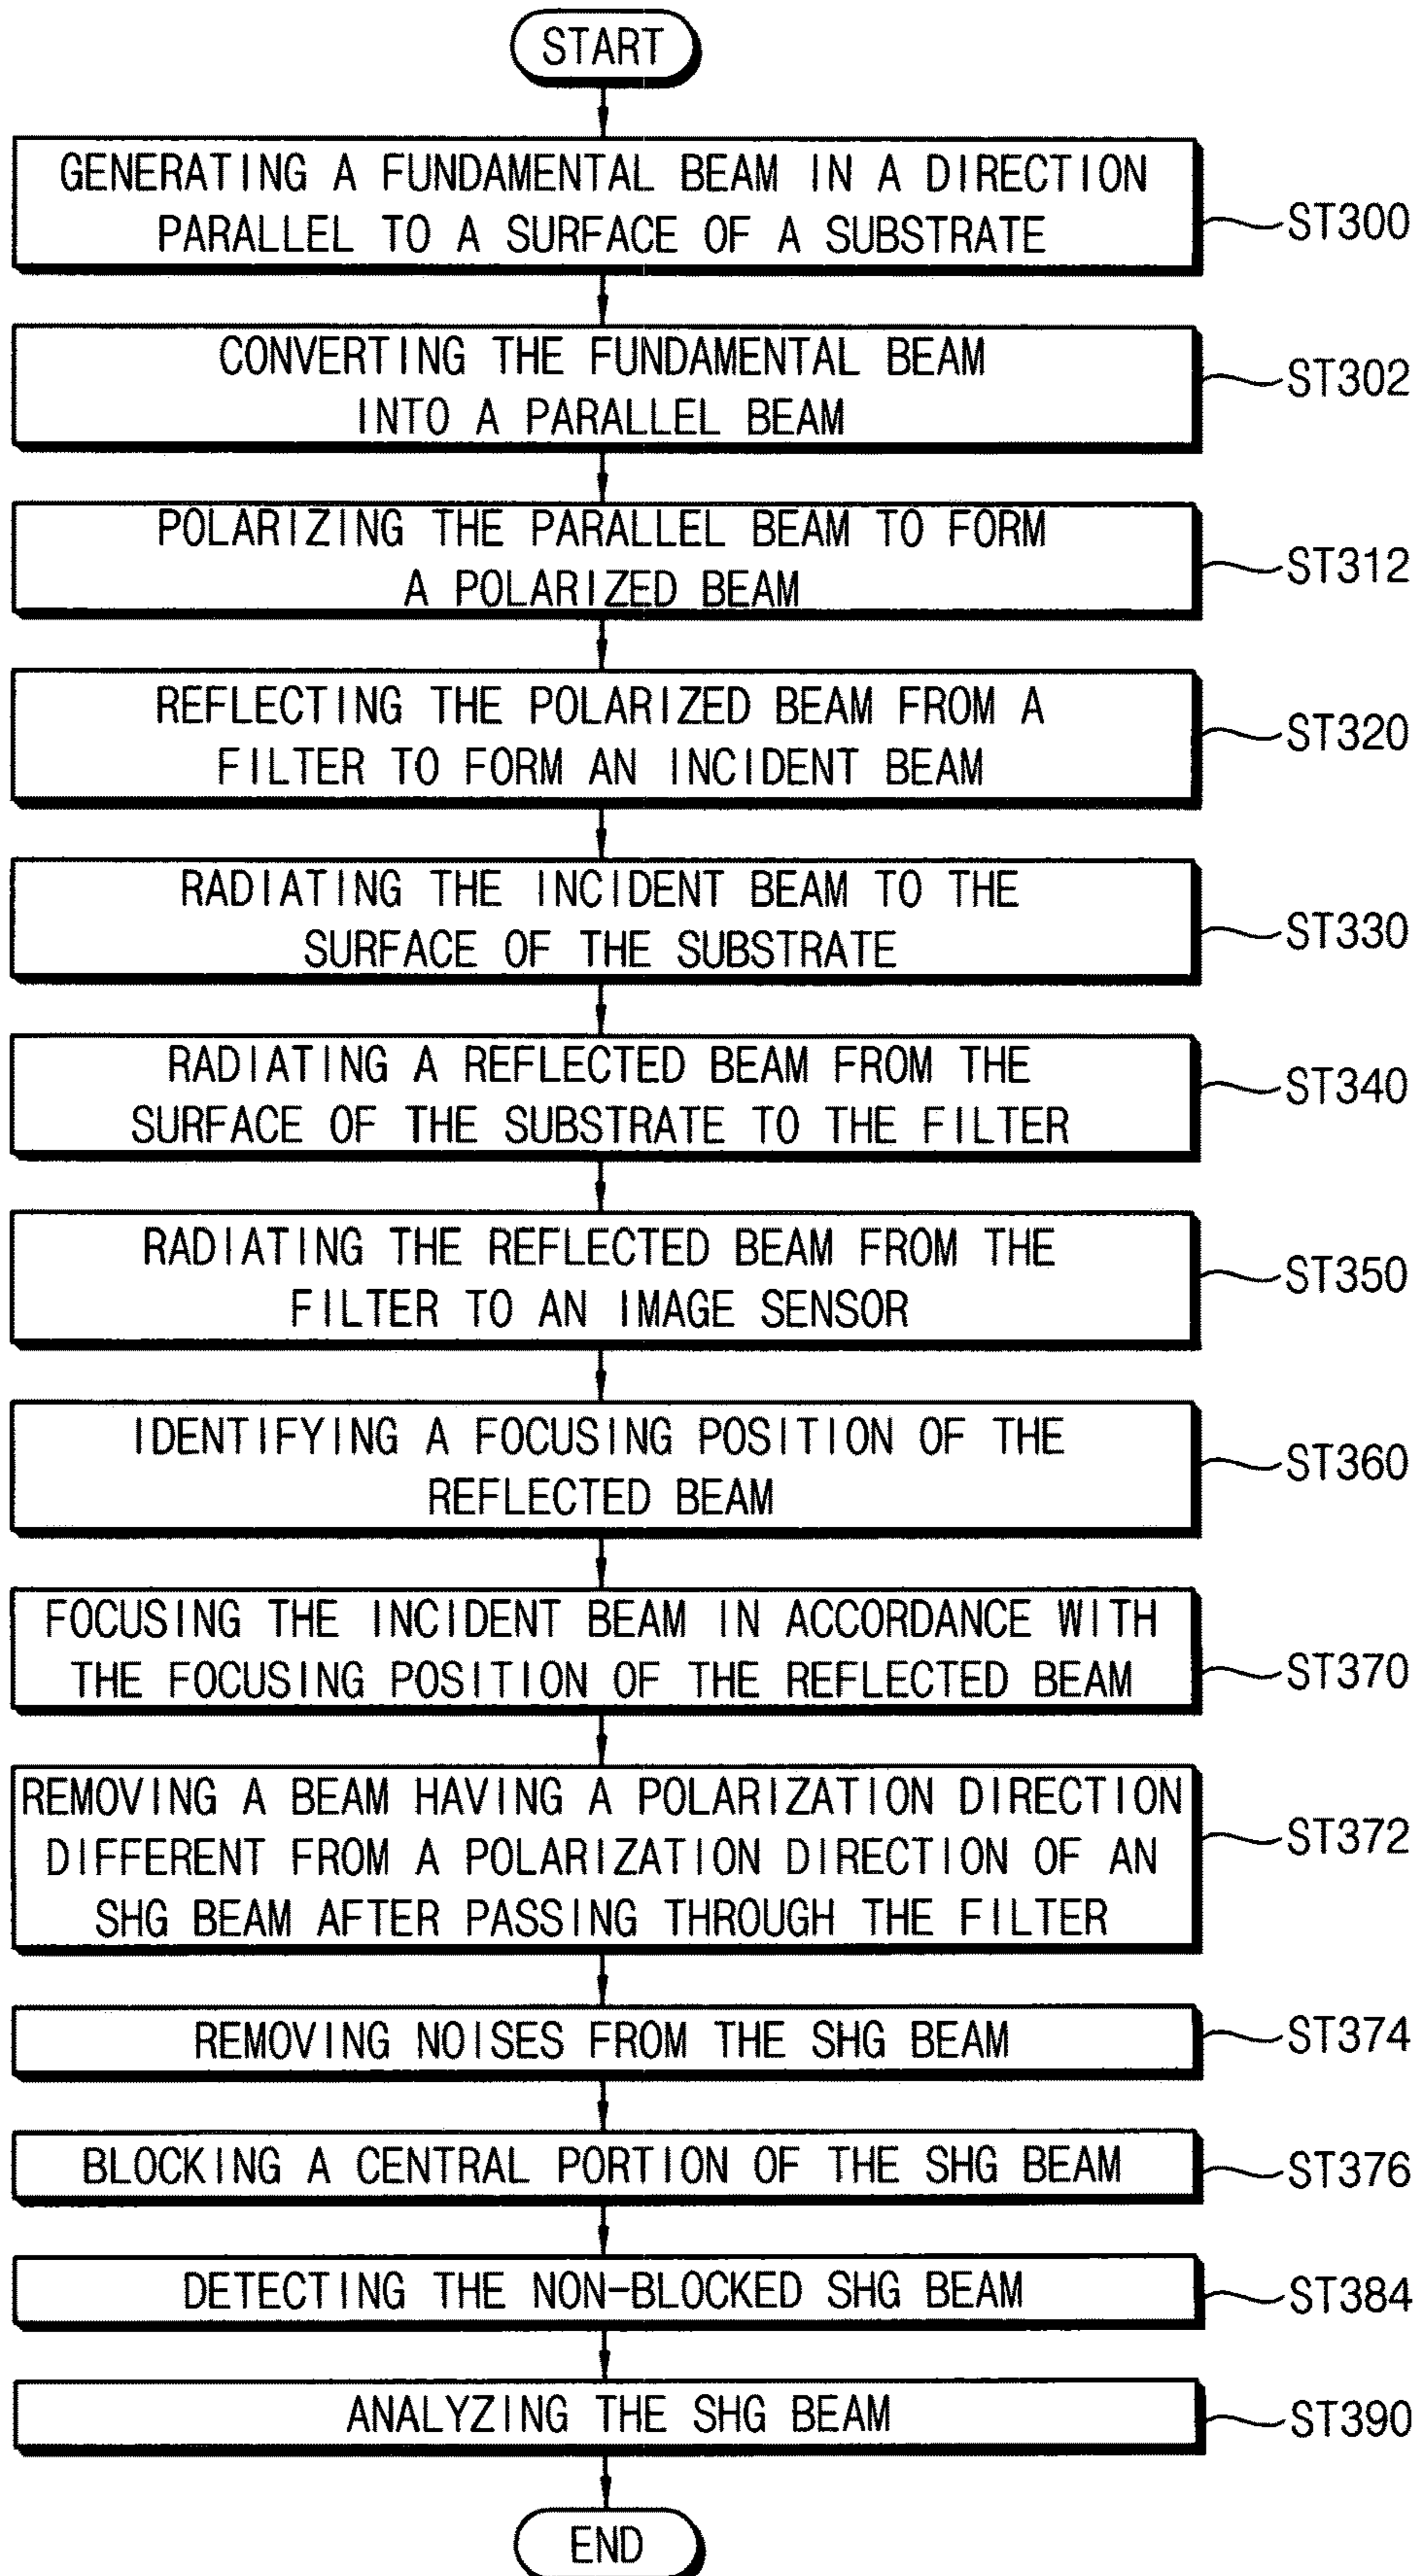 START
GENERATING A FUNDAMENTAL BEAM IN A DIRECTION
PARALLEL TO A SURFACE OF A SUBSTRATE
ST300
CONVERTING THE FUNDAMENTAL BEAM
INTO A PARALLEL BEAM
ST302
POLARIZING THE PARALLEL BEAM TO FORM
A POLARIZED BEAM
ST312
REFLECTING THE POLARIZED BEAM FROM A
FILTER TO FORM AN INCIDENT BEAM
ST320
RADIATING THE INCIDENT BEAM TO THE
SURFACE OF THE SUBSTRATE
ST330
RADIATING A REFLECTED BEAM FROM THE
SURFACE OF THE SUBSTRATE TO THE FILTER
ST340
RADIATING THE REFLECTED BEAM FROM THE
FILTER TO AN IMAGE SENSOR
ST350
IDENTIFYING A FOCUSING POSITION OF THE
REFLECTED BEAM
ST360
FOCUSING THE INCIDENT BEAM IN ACCORDANCE WITH
THE FOCUSING POSITION OF THE REFLECTED BEAM
ST370
REMOVING A BEAM HAVING A POLARIZATION DIRECTION
DIFFERENT FROM A POLARIZATION DIRECTION OF AN
SHG BEAM AFTER PASSING THROUGH THE FILTER
ST372
REMOVING NOISES FROM THE SHG BEAM
ST374
BLOCKING A CENTRAL PORTION OF THE SHG BEAM
ST376
DETECTING THE NON-BLOCKED SHG BEAM
ST384
ANALYZING THE SHG BEAM
ST390
END